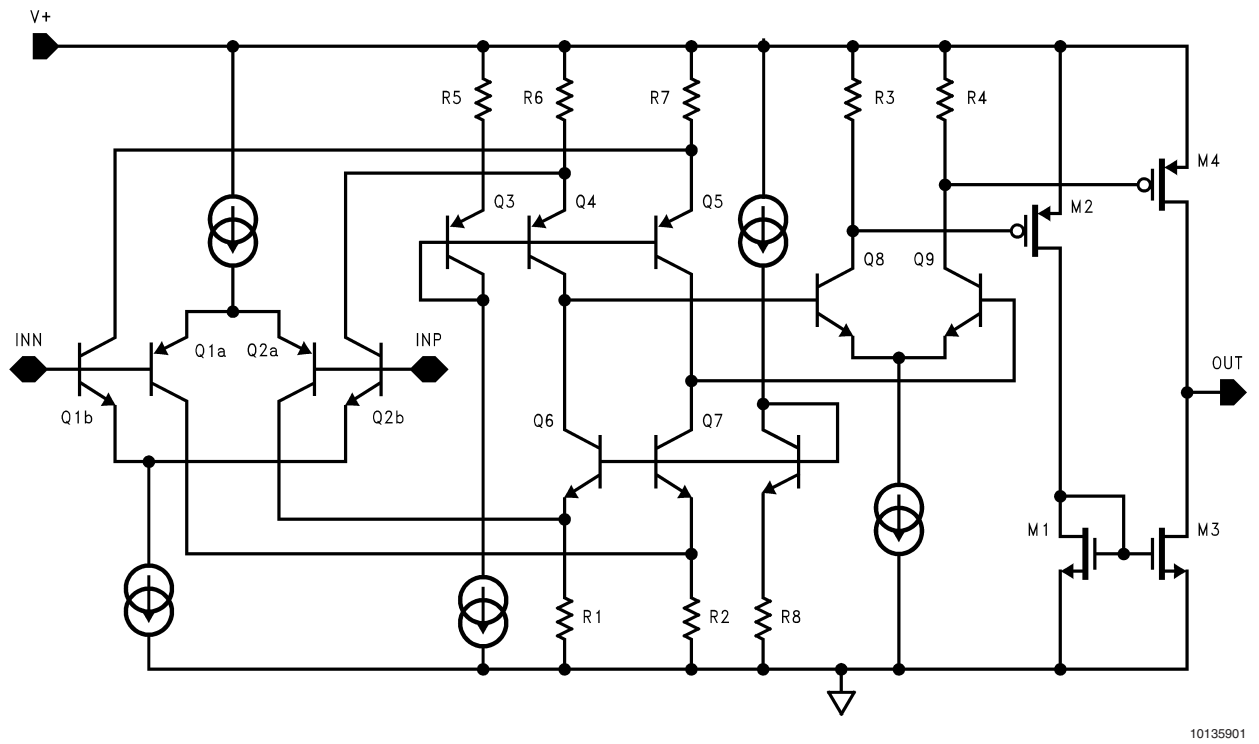 V+
R5 R6 R7 R3 R4
M4
Q3 Q4 Q5 M2
Q8 Q9
INN Q1a Q2a INP
OUT
Q1b Q2b Q6 Q7
M1 M3
R1 R2 R8
10135901